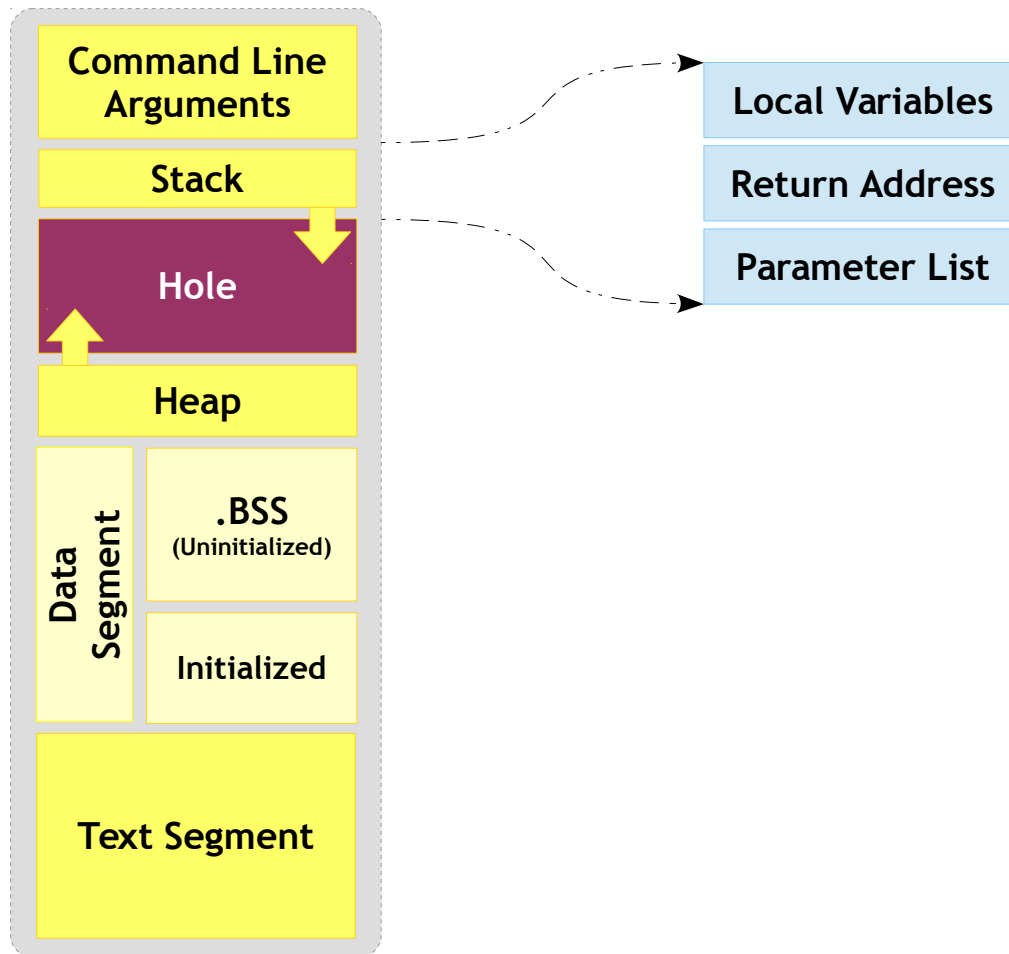 Command Line
Arguments
Stack
Hole
Heap
Data
Segment
.BSS
(Uninitialized)
Initialized
Text Segment
Local Variables
Return Address
Parameter List